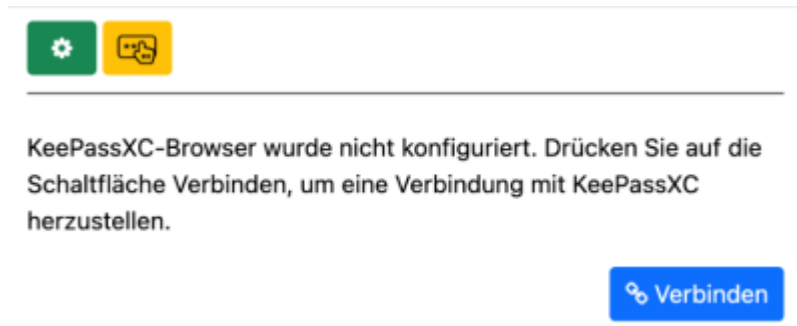 KeePassXC-Browser wurde nicht konfiguriert. Drücken Sie auf die
Schaltfläche Verbinden, um eine Verbindung mit KeePassXC
herzustellen.
Verbinden